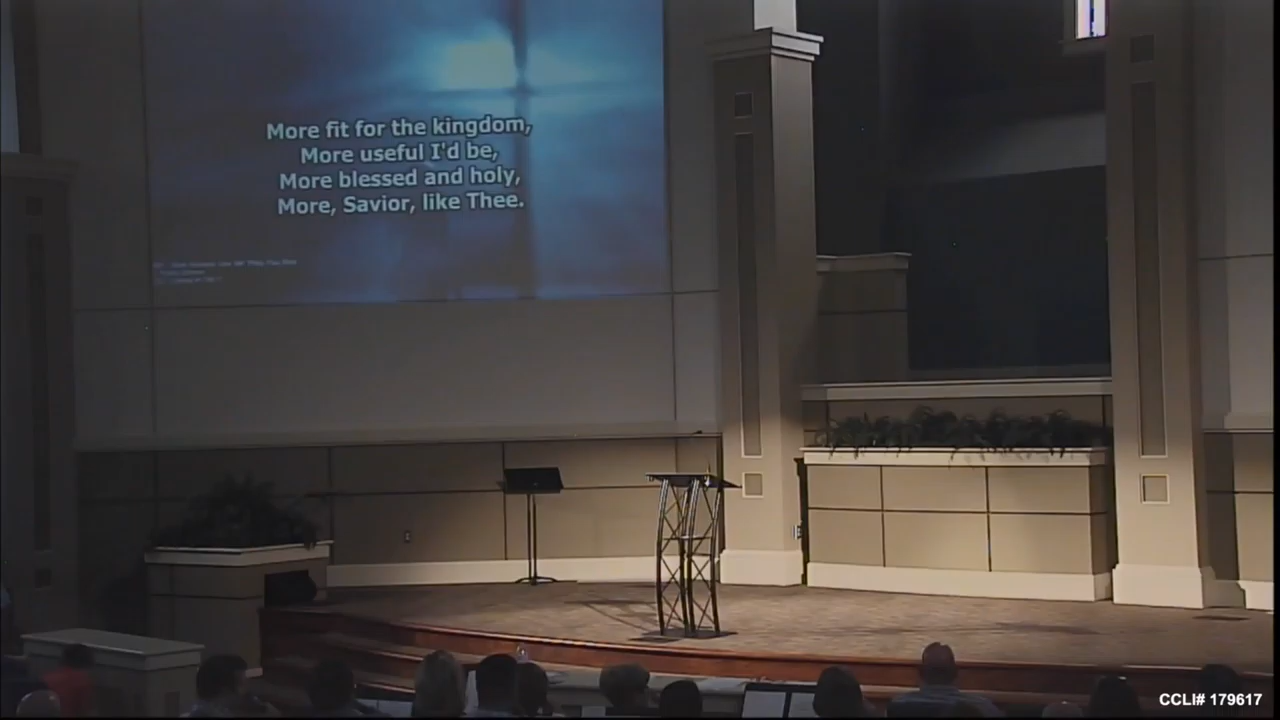 More fit for the kingdom,
More useful I'd be,
More blessed and holy,
More, Savior, like Thee.
CCLI# 179617